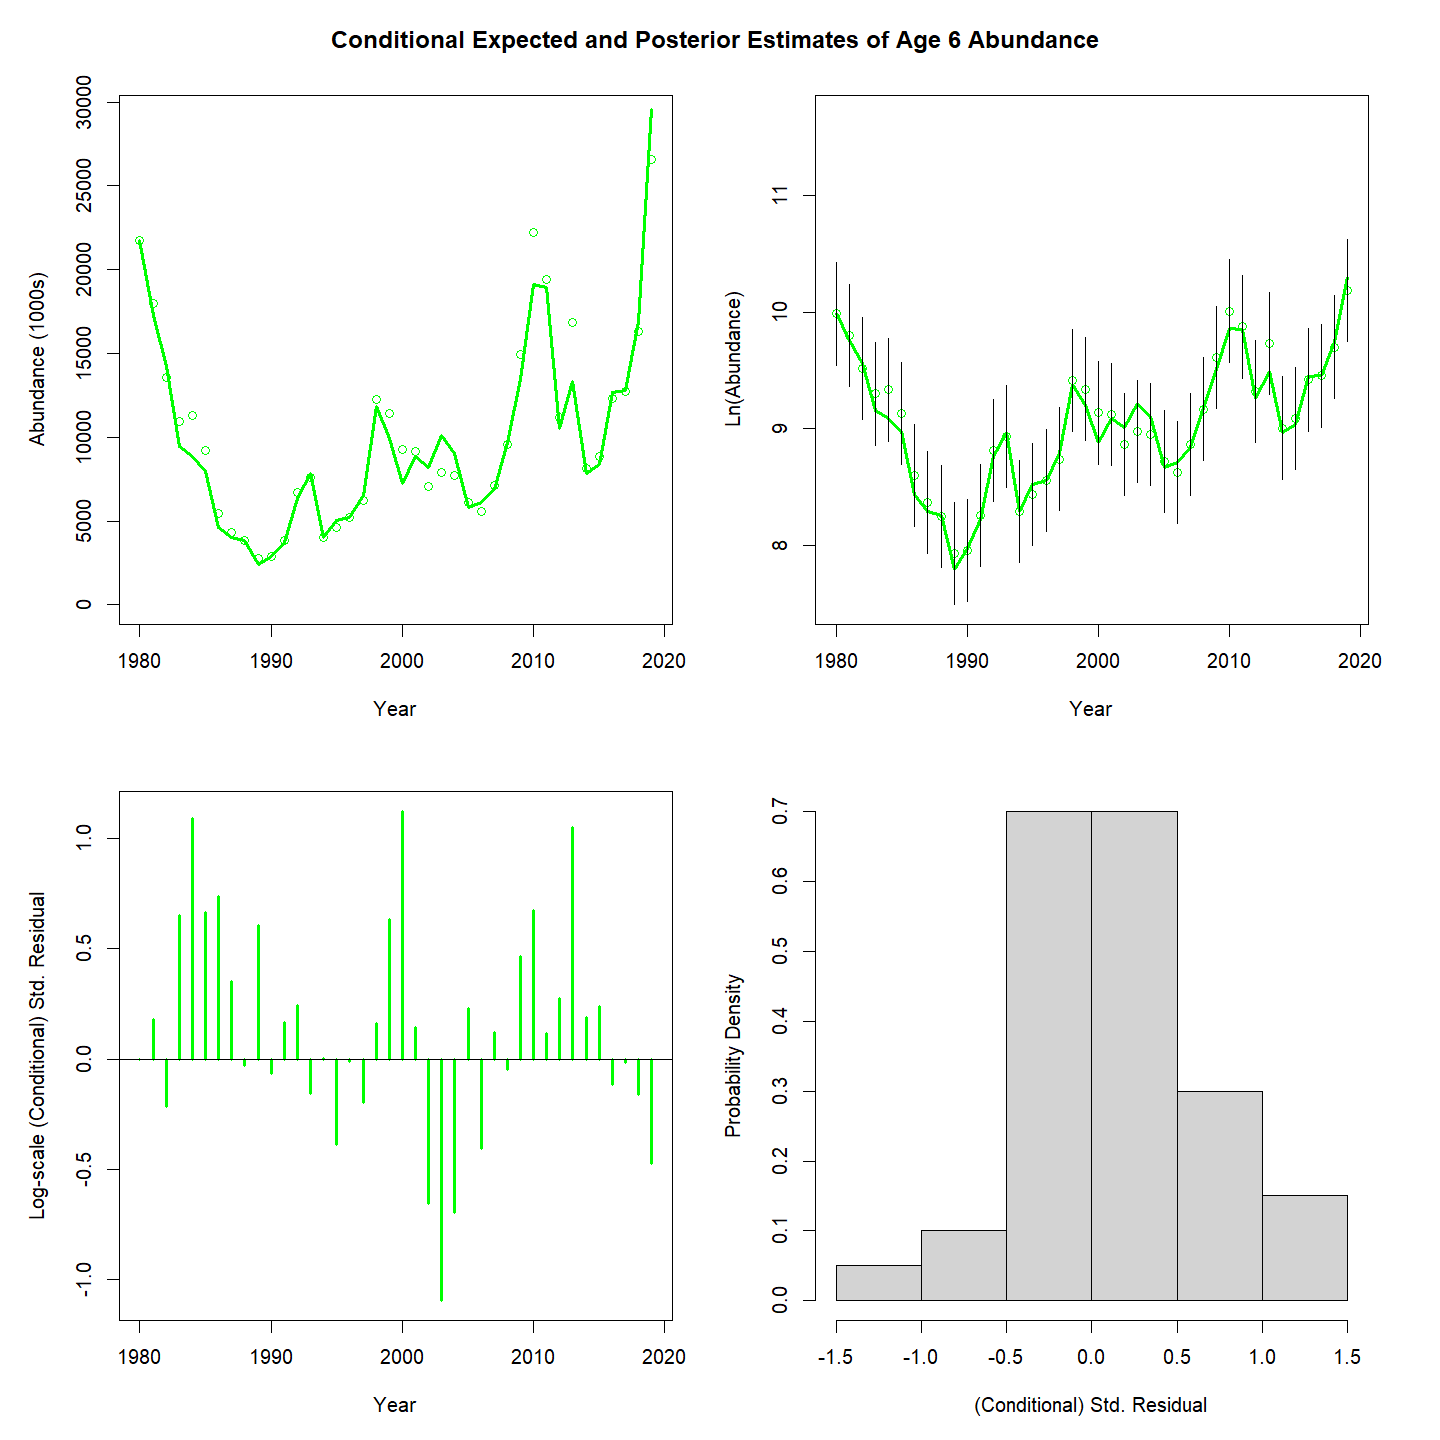 Conditional Expected and Posterior Estimates of Age 6 Abundance
Abundance (1000s)
30000
25000
20000
15000
10000
5000
0
1980 1990 2000 2010 2020
Year
Ln(Abundance)
11
10
9
8
1980 1990 2000 2010 2020
Year
Log-scale (Conditional) Std. Residual
1.0
0.5
0.0
-0.5
-1.0
1980 1990 2000 2010 2020
Year
Probability Density
0.7
0.6
0.5
0.4
0.3
0.2
0.1
0.0
-1.5 -1.0 -0.5 0.0 0.5 1.0 1.5
(Conditional) Std. Residual